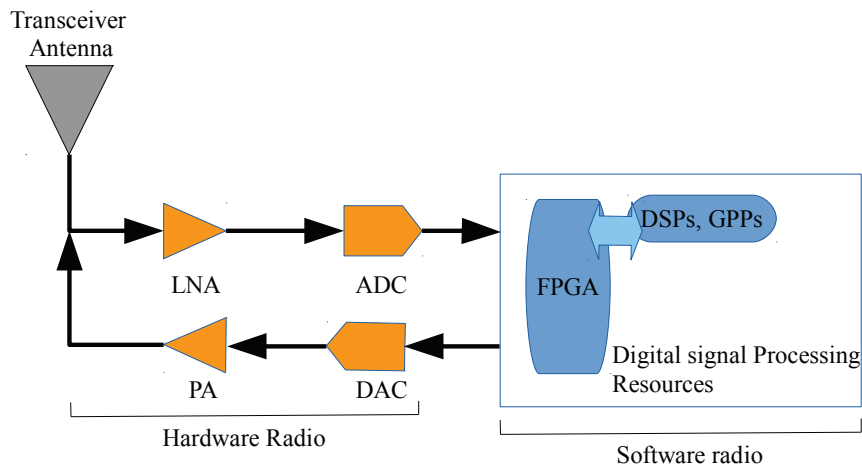 Transceiver
Antenna
DSPs, GPPs
LNA
ADC
FPGA
PA
DAC
Digital signal Processing
Resources
Hardware Radio
Software radio